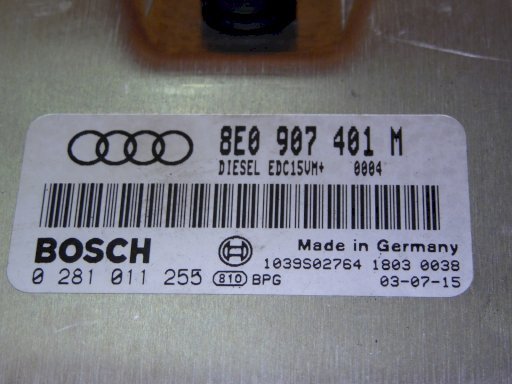 8E0 907 401 M
DIESEL EDC15VM+ 0004
BOSCH
Made in Germany
1039S02764 1803 0038
0 281 011 255 810 BPG
03-07-15